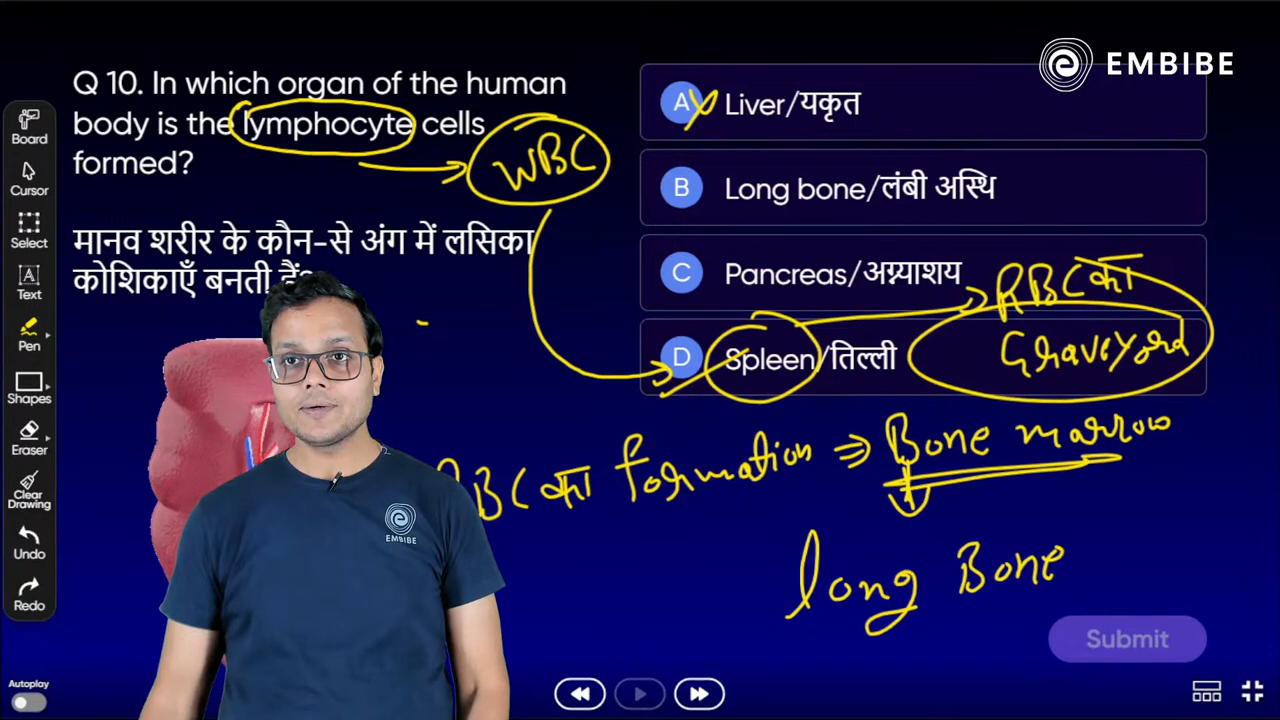 EMBIBE
Q 10. In which organ of the human
body is the lymphocyte cells
formed?
WBC
मानव शरीर के कौन-से अंग में लसिका
कोशिकाएँ बनती हैं?
A Liver/यकृत
B Long bone/लंबी अस्थि
C Pancreas/अग्न्याशय
D Spleen/तिल्ली
RBC का
Graveyard
RBC का formation ⇒ Bone marrow
long Bone
Board
Cursor
Select
Text
Pen
Shapes
Eraser
Clear
Drawing
Undo
Redo
EMBIBE
Submit
Autoplay